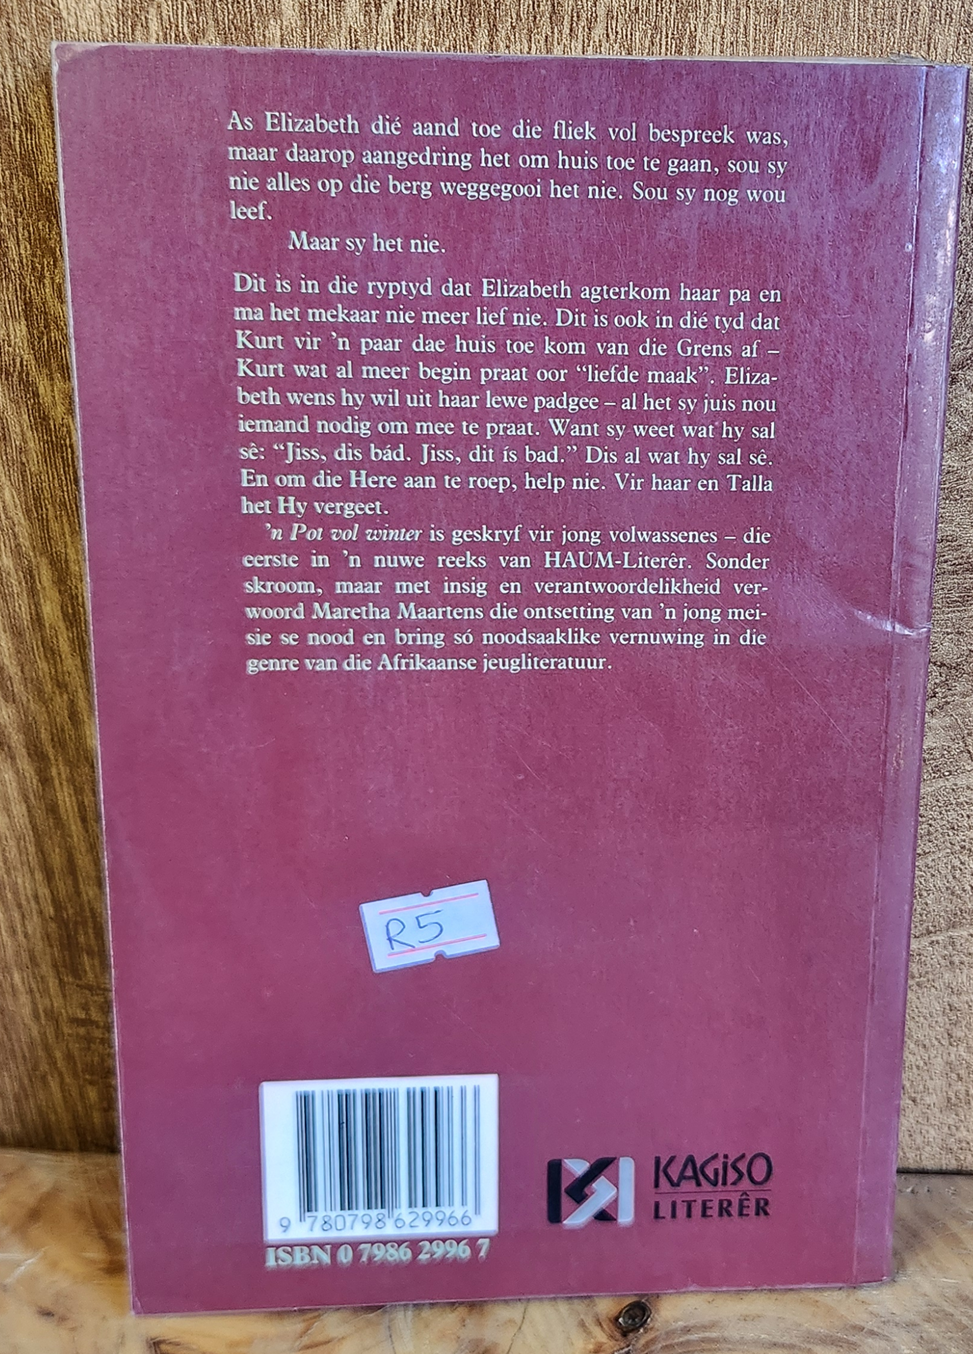 As Elizabeth dié aand toe die fliek vol bespreek was,
maar daarop aangedring het om huis toe te gaan, sou sy
nie alles op die berg weggegooi het nie. Sou sy nog wou
leef.
Maar sy het nie.
Dit is in die ryptyd dat Elizabeth agterkom haar pa en
ma het mekaar nie meer lief nie. Dit is ook in dié tyd dat
Kurt vir 'n paar dae huis toe kom van die Grens af –
Kurt wat al meer begin praat oor “liefde maak”. Eliza-
beth wens hy wil uit haar lewe padgee – al het sy juis nou
iemand nodig om mee te praat. Want sy weet wat hy sal
sê: “Jiss, dis bád. Jiss, dit ís bad.” Dis al wat hy sal sê.
En om die Here aan te roep, help nie. Vir haar en Talla
het Hy vergeet.
'n Pot vol winter is geskryf vir jong volwassenes – die
eerste in 'n nuwe reeks van HAUM-Literêr. Sonder
skroom, maar met insig en verantwoordelikheid ver-
woord Maretha Maartens die ontsetting van 'n jong mei-
sie se nood en bring só noodsaaklike vernuwing in die
genre van die Afrikaanse jeugliteratuur.
R5
9 780798 629966
ISBN 0 7986 2996 7
KAGISO
LITERÊR